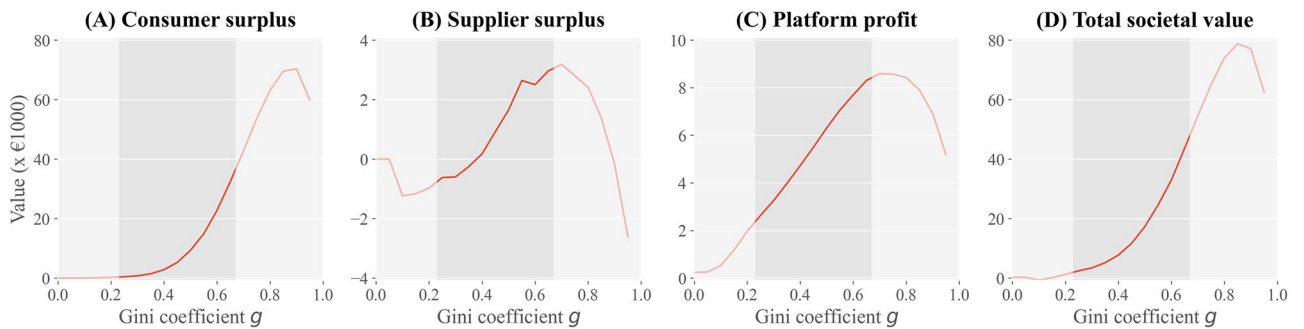 (A) Consumer surplus
(B) Supplier surplus
(C) Platform profit
(D) Total societal value
Value (x €1000)
80
60
40
20
0
0.0 0.2 0.4 0.6 0.8 1.0
Gini coefficient g
4
2
0
−2
−4
0.0 0.2 0.4 0.6 0.8 1.0
Gini coefficient g
10
8
6
4
2
0
0.0 0.2 0.4 0.6 0.8 1.0
Gini coefficient g
80
60
40
20
0
0.0 0.2 0.4 0.6 0.8 1.0
Gini coefficient g